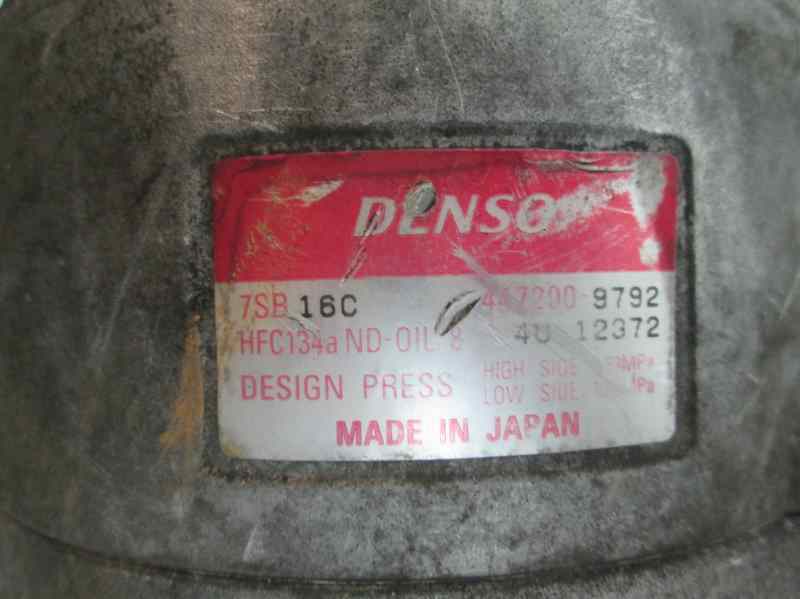 DENSO
7SB 16C 447200-9792
HFC134a ND-OIL 8 4U 12372
DESIGN PRESS HIGH SIDE
LOW SIDE
MADE IN JAPAN